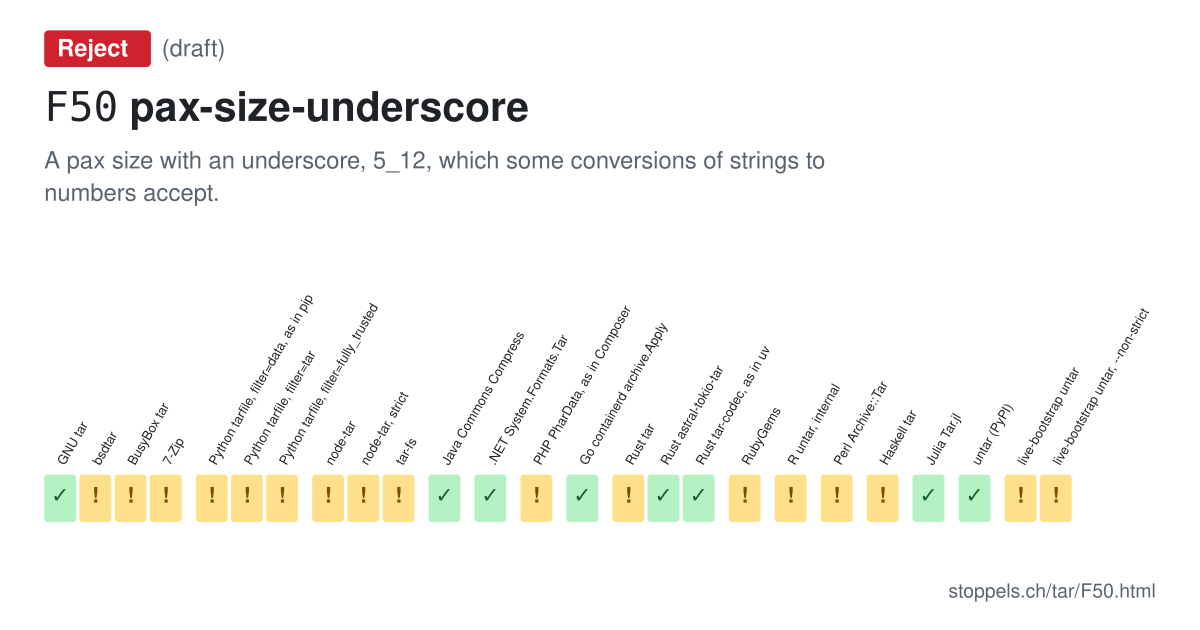 Reject (draft)
F50 pax-size-underscore
A pax size with an underscore, 5_12, which some conversions of strings to
numbers accept.
GNU tar
bsdtar
BusyBox tar
7-Zip
Python tarfile, filter=data, as in pip
Python tarfile, filter=tar
Python tarfile, filter=fully_trusted
node-tar
node-tar, strict
tar-fs
Java Commons Compress
.NET System.Formats.Tar
PHP PharData, as in Composer
Go containerd archive.Apply
Rust tar
Rust astral-tokio-tar
Rust tar-codec, as in uv
RubyGems
R untar, internal
Perl Archive::Tar
Haskell tar
Julia Tar.jl
untar (PyPI)
live-bootstrap untar
live-bootstrap untar, --non-strict
✓ ! ! ! ! ! ! ! ! ! ✓ ✓ ! ✓ ! ✓ ✓ ! ! ! ! ✓ ✓ ! !
stoppels.ch/tar/F50.html